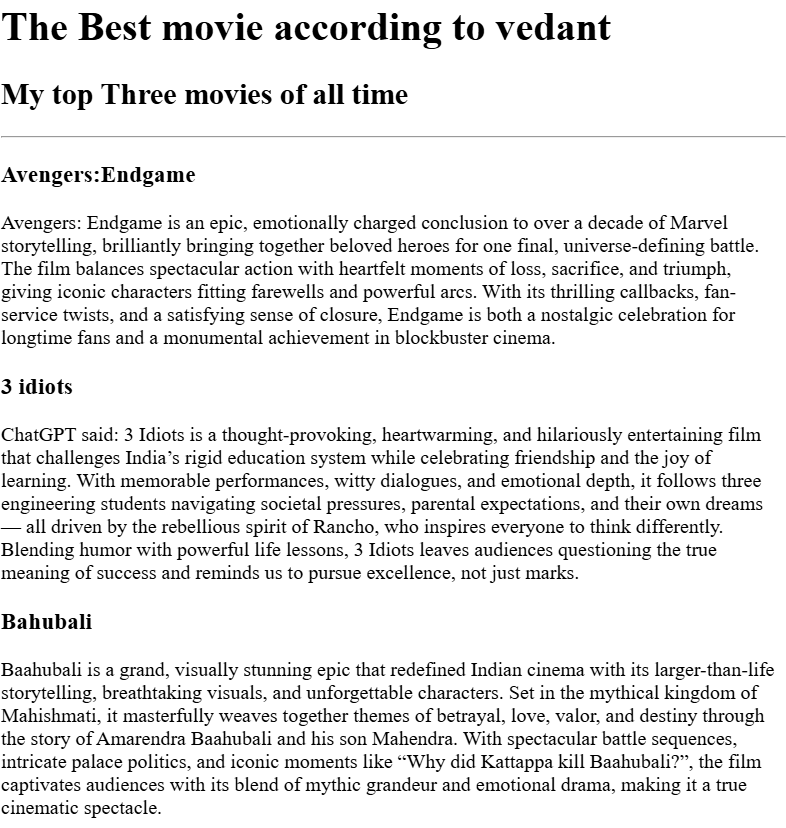 The Best movie according to vedant
My top Three movies of all time
Avengers:Endgame
Avengers: Endgame is an epic, emotionally charged conclusion to over a decade of Marvel
storytelling, brilliantly bringing together beloved heroes for one final, universe-defining battle.
The film balances spectacular action with heartfelt moments of loss, sacrifice, and triumph,
giving iconic characters fitting farewells and powerful arcs. With its thrilling callbacks, fan-
service twists, and a satisfying sense of closure, Endgame is both a nostalgic celebration for
longtime fans and a monumental achievement in blockbuster cinema.
3 idiots
ChatGPT said: 3 Idiots is a thought-provoking, heartwarming, and hilariously entertaining film
that challenges India’s rigid education system while celebrating friendship and the joy of
learning. With memorable performances, witty dialogues, and emotional depth, it follows three
engineering students navigating societal pressures, parental expectations, and their own dreams
— all driven by the rebellious spirit of Rancho, who inspires everyone to think differently.
Blending humor with powerful life lessons, 3 Idiots leaves audiences questioning the true
meaning of success and reminds us to pursue excellence, not just marks.
Bahubali
Baahubali is a grand, visually stunning epic that redefined Indian cinema with its larger-than-life
storytelling, breathtaking visuals, and unforgettable characters. Set in the mythical kingdom of
Mahishmati, it masterfully weaves together themes of betrayal, love, valor, and destiny through
the story of Amarendra Baahubali and his son Mahendra. With spectacular battle sequences,
intricate palace politics, and iconic moments like “Why did Kattappa kill Baahubali?”, the film
captivates audiences with its blend of mythic grandeur and emotional drama, making it a true
cinematic spectacle.